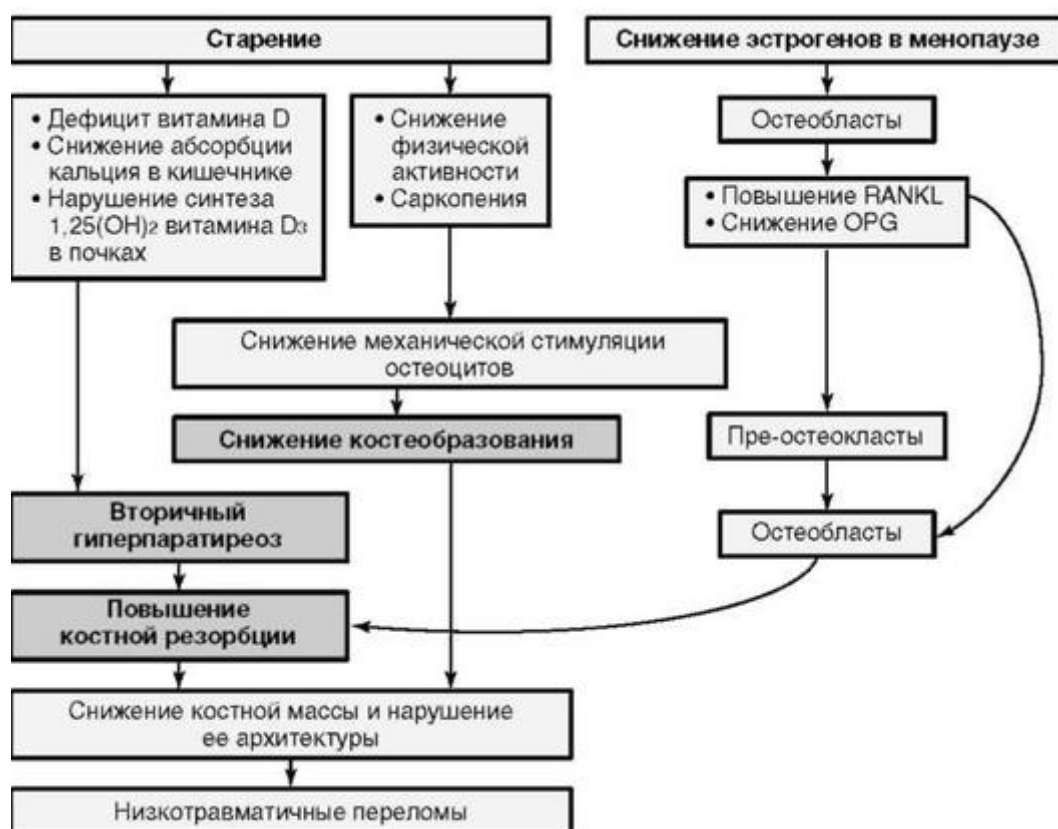 Старение
Снижение эстрогенов в менопаузе
• Дефицит витамина D
• Снижение абсорбции
кальция в кишечнике
• Нарушение синтеза
1,25(OH)2 витамина D3
в почках
• Снижение
физической
активности
• Саркопения
Остеобласты
• Повышение RANKL
• Снижение OPG
Снижение механической стимуляции
остеоцитов
Снижение костеобразования
Пре-остеокласты
Вторичный
гиперпаратиреоз
Остеобласты
Повышение
костной резорбции
Снижение костной массы и нарушение
ее архитектуры
Низкотравматичные переломы